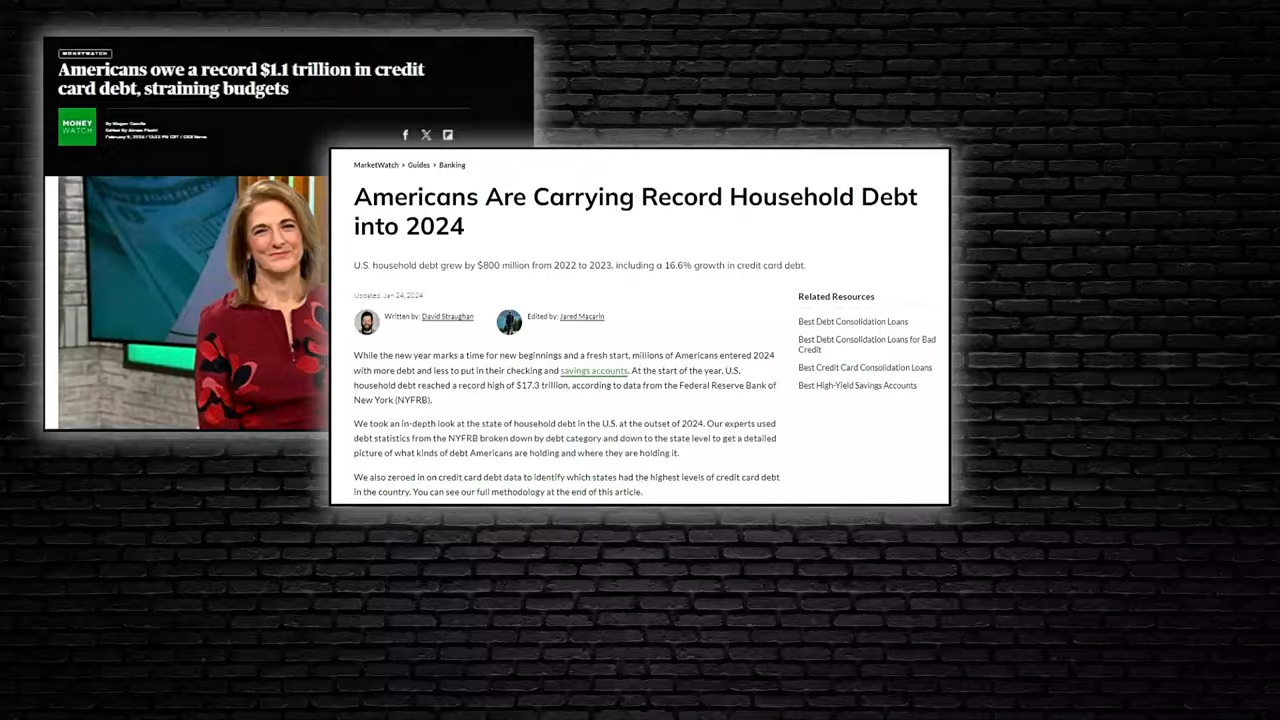 MONEYWATCH
Americans owe a record $1.1 trillion in credit
card debt, straining budgets
MONEY
WATCH
By Megan Cerullo
Edited By Aimee Picchi
MarketWatch > Guides > Banking
Americans Are Carrying Record Household Debt
into 2024
U.S. household debt grew by $800 million from 2022 to 2023, including a 16.6% growth in credit card debt.
Updated: Jan 24, 2024
Written by: David Straughan
Edited by: Jared Macarin
While the new year marks a time for new beginnings and a fresh start, millions of Americans entered 2024
with more debt and less to put in their checking and savings accounts. At the start of the year, U.S.
household debt reached a record high of $17.3 trillion, according to data from the Federal Reserve Bank of
New York (NYFRB).
We took an in-depth look at the state of household debt in the U.S. at the outset of 2024. Our experts used
debt statistics from the NYFRB broken down by debt category and down to the state level to get a detailed
picture of what kinds of debt Americans are holding and where they are holding it.
We also zeroed in on credit card debt data to identify which states had the highest levels of credit card debt
in the country. You can see our full methodology at the end of this article.
Related Resources
Best Debt Consolidation Loans
Best Debt Consolidation Loans for Bad
Credit
Best Credit Card Consolidation Loans
Best High-Yield Savings Accounts